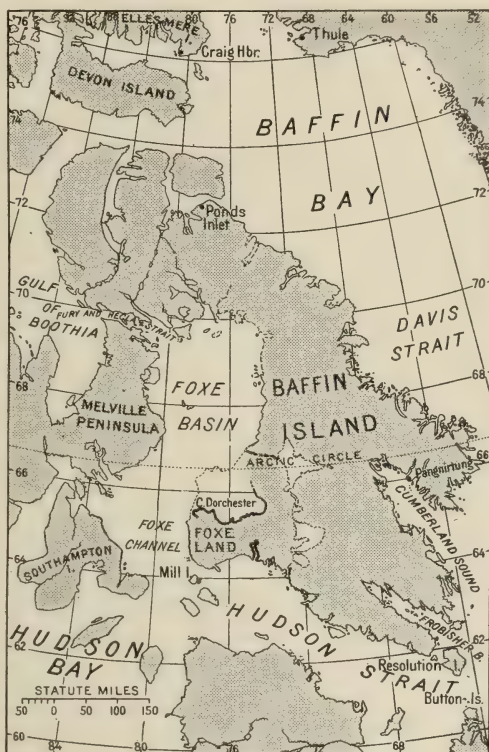 76 84 80 76 72 68 64 60 56 52
ELLESMERE
Craig Hbr.
Thule
DEVON ISLAND
74
74
BAFFIN
BAY
72
72
Ponds
Inlet
GULF
OF
BOOTHIA
FURY AND HECLA STRAIT
70
70
DAVIS
STRAIT
68
68
FOXE
BASIN
MELVILLE
PENINSULA
BAFFIN
ISLAND
ARCTIC CIRCLE
66
66
Pangnirtung
C. Dorchester
FOXE
CHANNEL
FOXE
LAND
CUMBERLAND SOUND
64
64
SOUTHAMPTON
I.
Mill I.
FROBISHER B.
HUDSON
BAY
HUDSON
STRAIT
62
62
Resolution
I.
Button Is.
STATUTE MILES
50 0 50 100 150
60
84 80 76 72 68